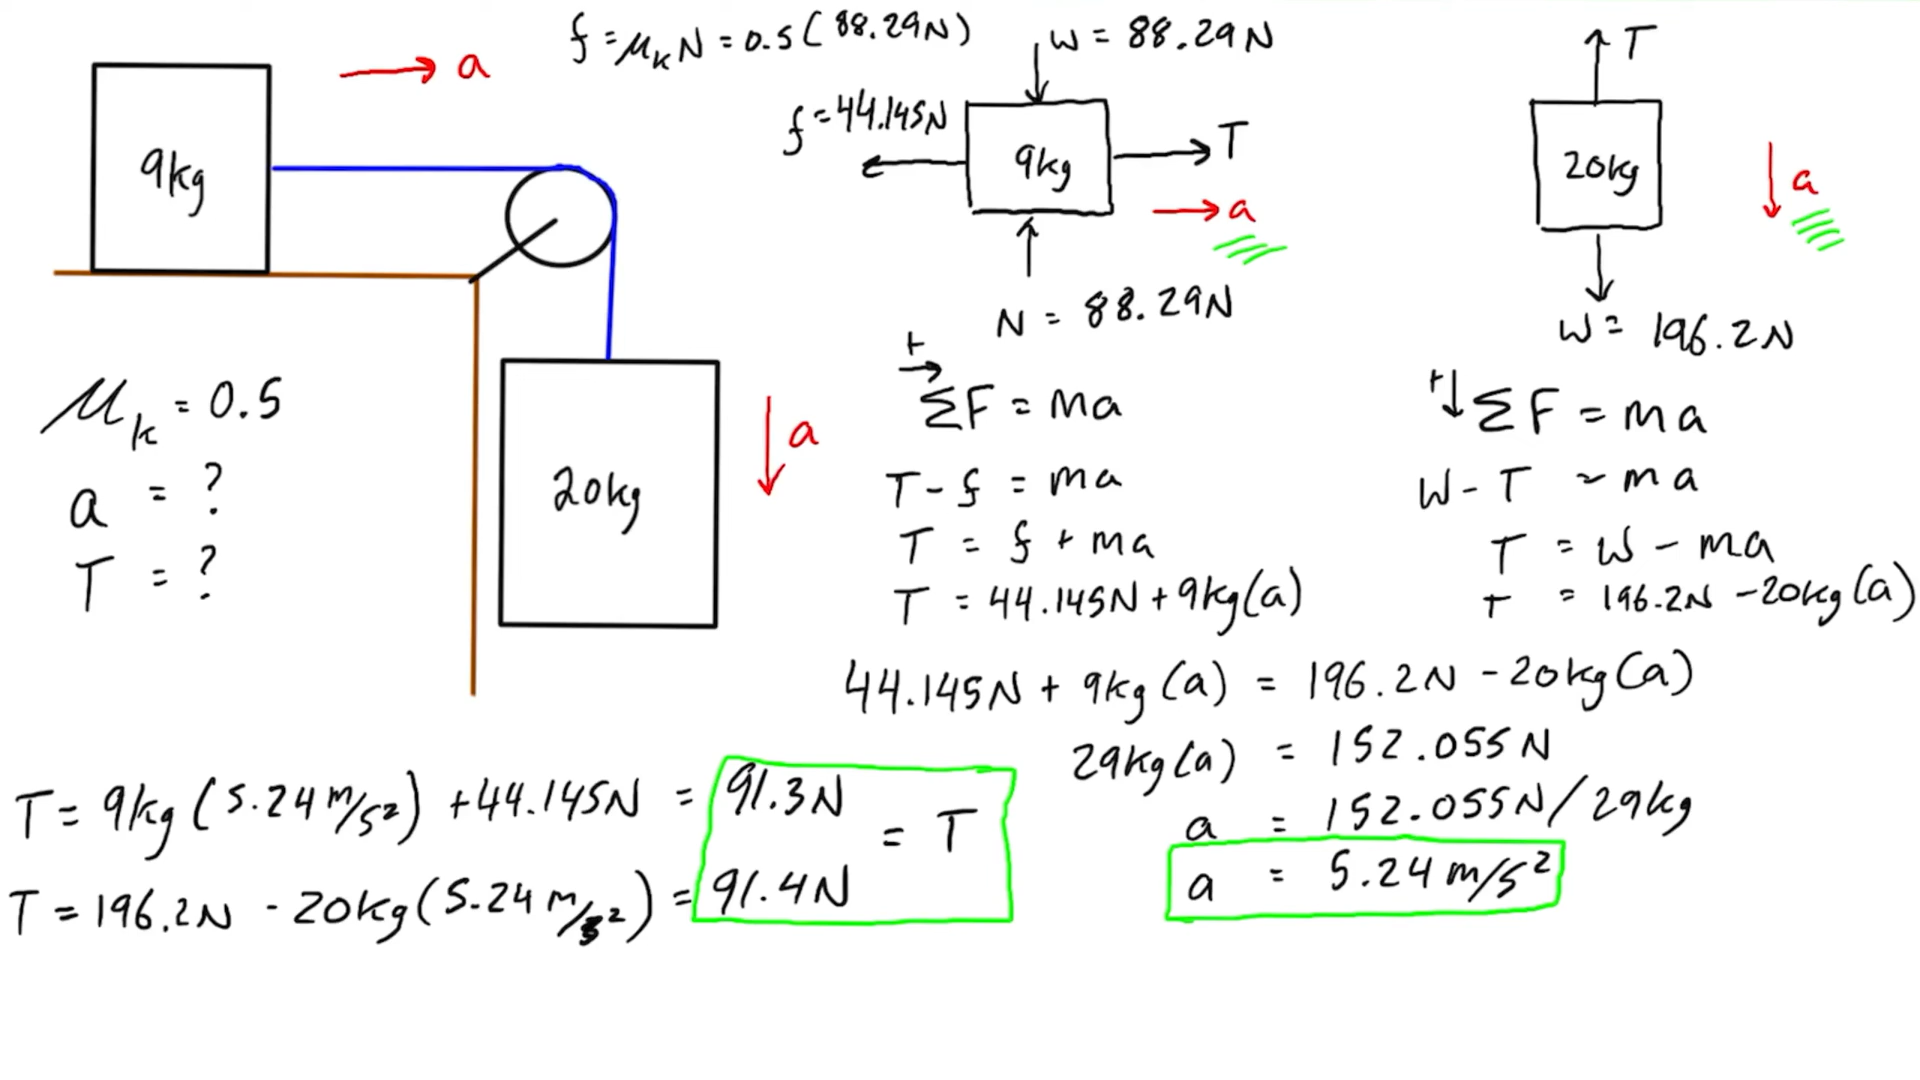 9kg
→ a
20kg
↓ a
μk = 0.5
a = ?
T = ?
f = μk N = 0.5 (88.29N)
W = 88.29N
f = 44.145N
9kg
T
→ a
N = 88.29N
T
20kg
↓ a
W = 196.2N
+→
ΣF = ma
T - f = ma
T = f + ma
T = 44.145N + 9kg(a)
+↓ ΣF = ma
W - T = ma
T = W - ma
T = 196.2N - 20kg(a)
44.145N + 9kg(a) = 196.2N - 20kg(a)
29kg(a) = 152.055N
a = 152.055N/29kg
a = 5.24 m/s²
T = 9kg (5.24 m/s²) + 44.145N = 91.3N
= T
T = 196.2N - 20kg(5.24 m/s²) = 91.4N